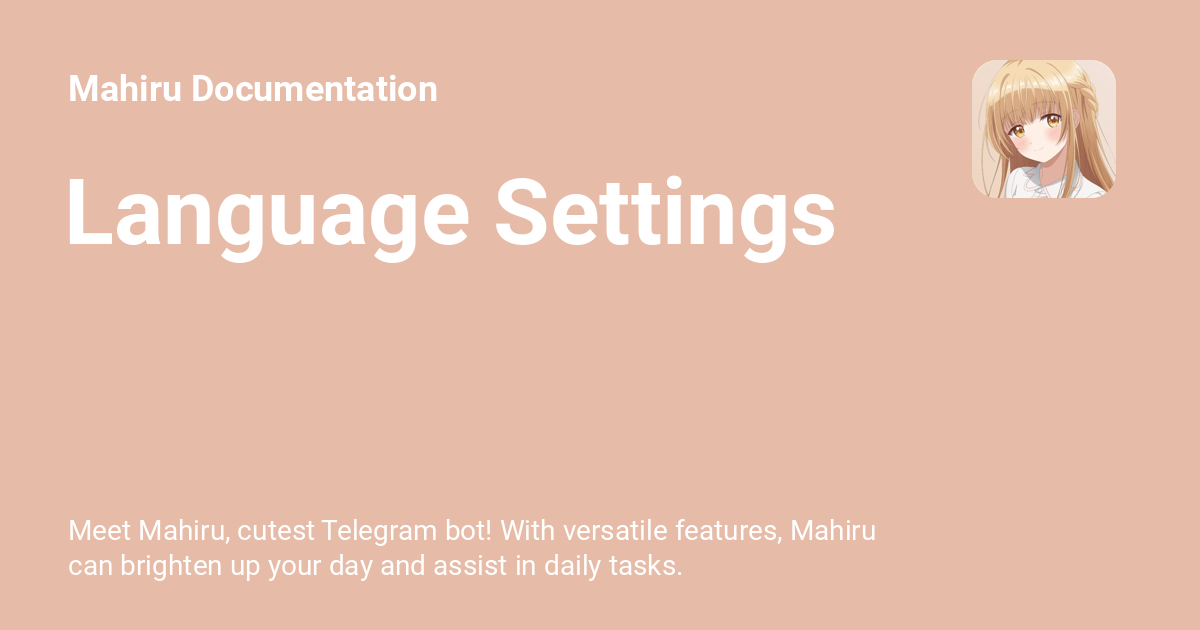 Mahiru Documentation
Language Settings
Meet Mahiru, cutest Telegram bot! With versatile features, Mahiru
can brighten up your day and assist in daily tasks.